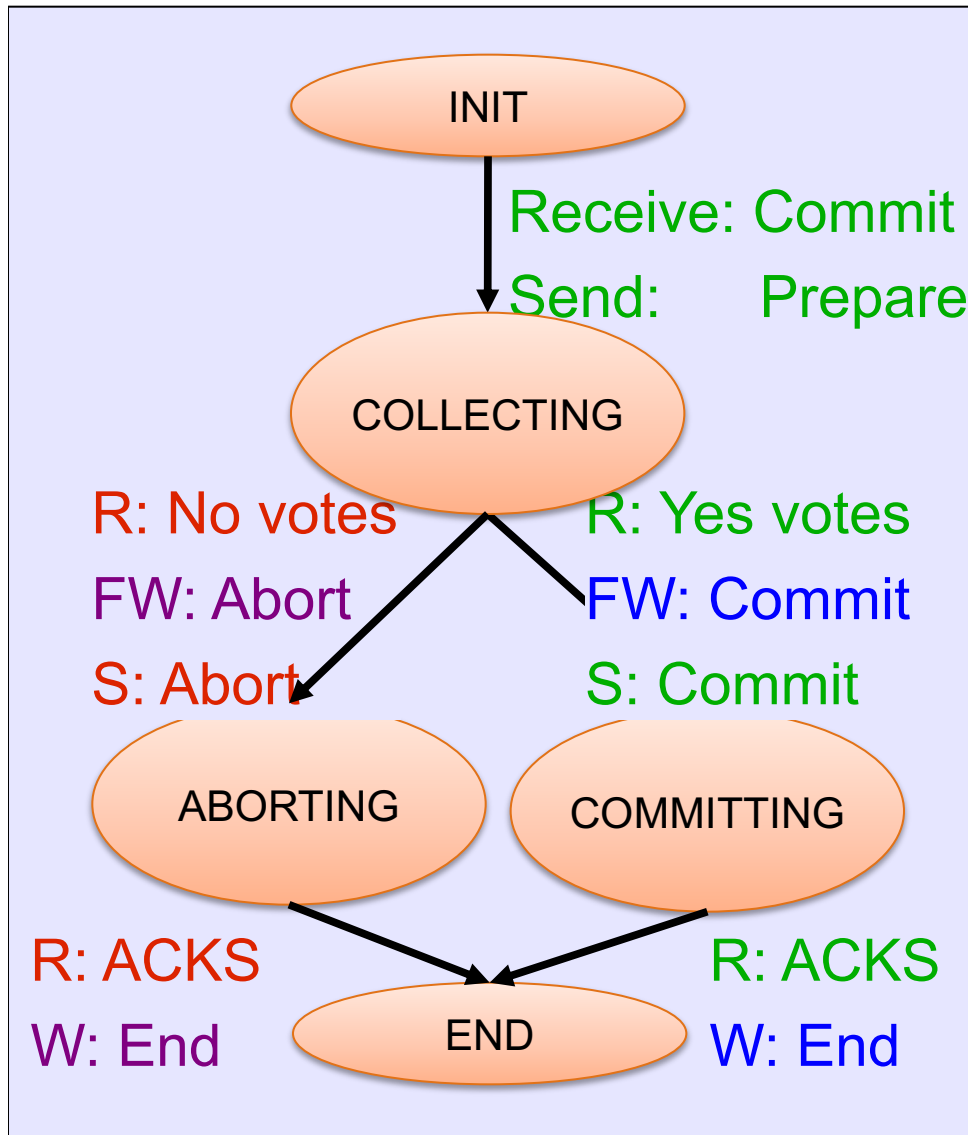 INIT
Receive: Commit
Send: Prepare
COLLECTING
R: No votes
FW: Abort
S: Abort
R: Yes votes
FW: Commit
S: Commit
ABORTING
COMMITTING
R: ACKS
W: End
R: ACKS
W: End
END